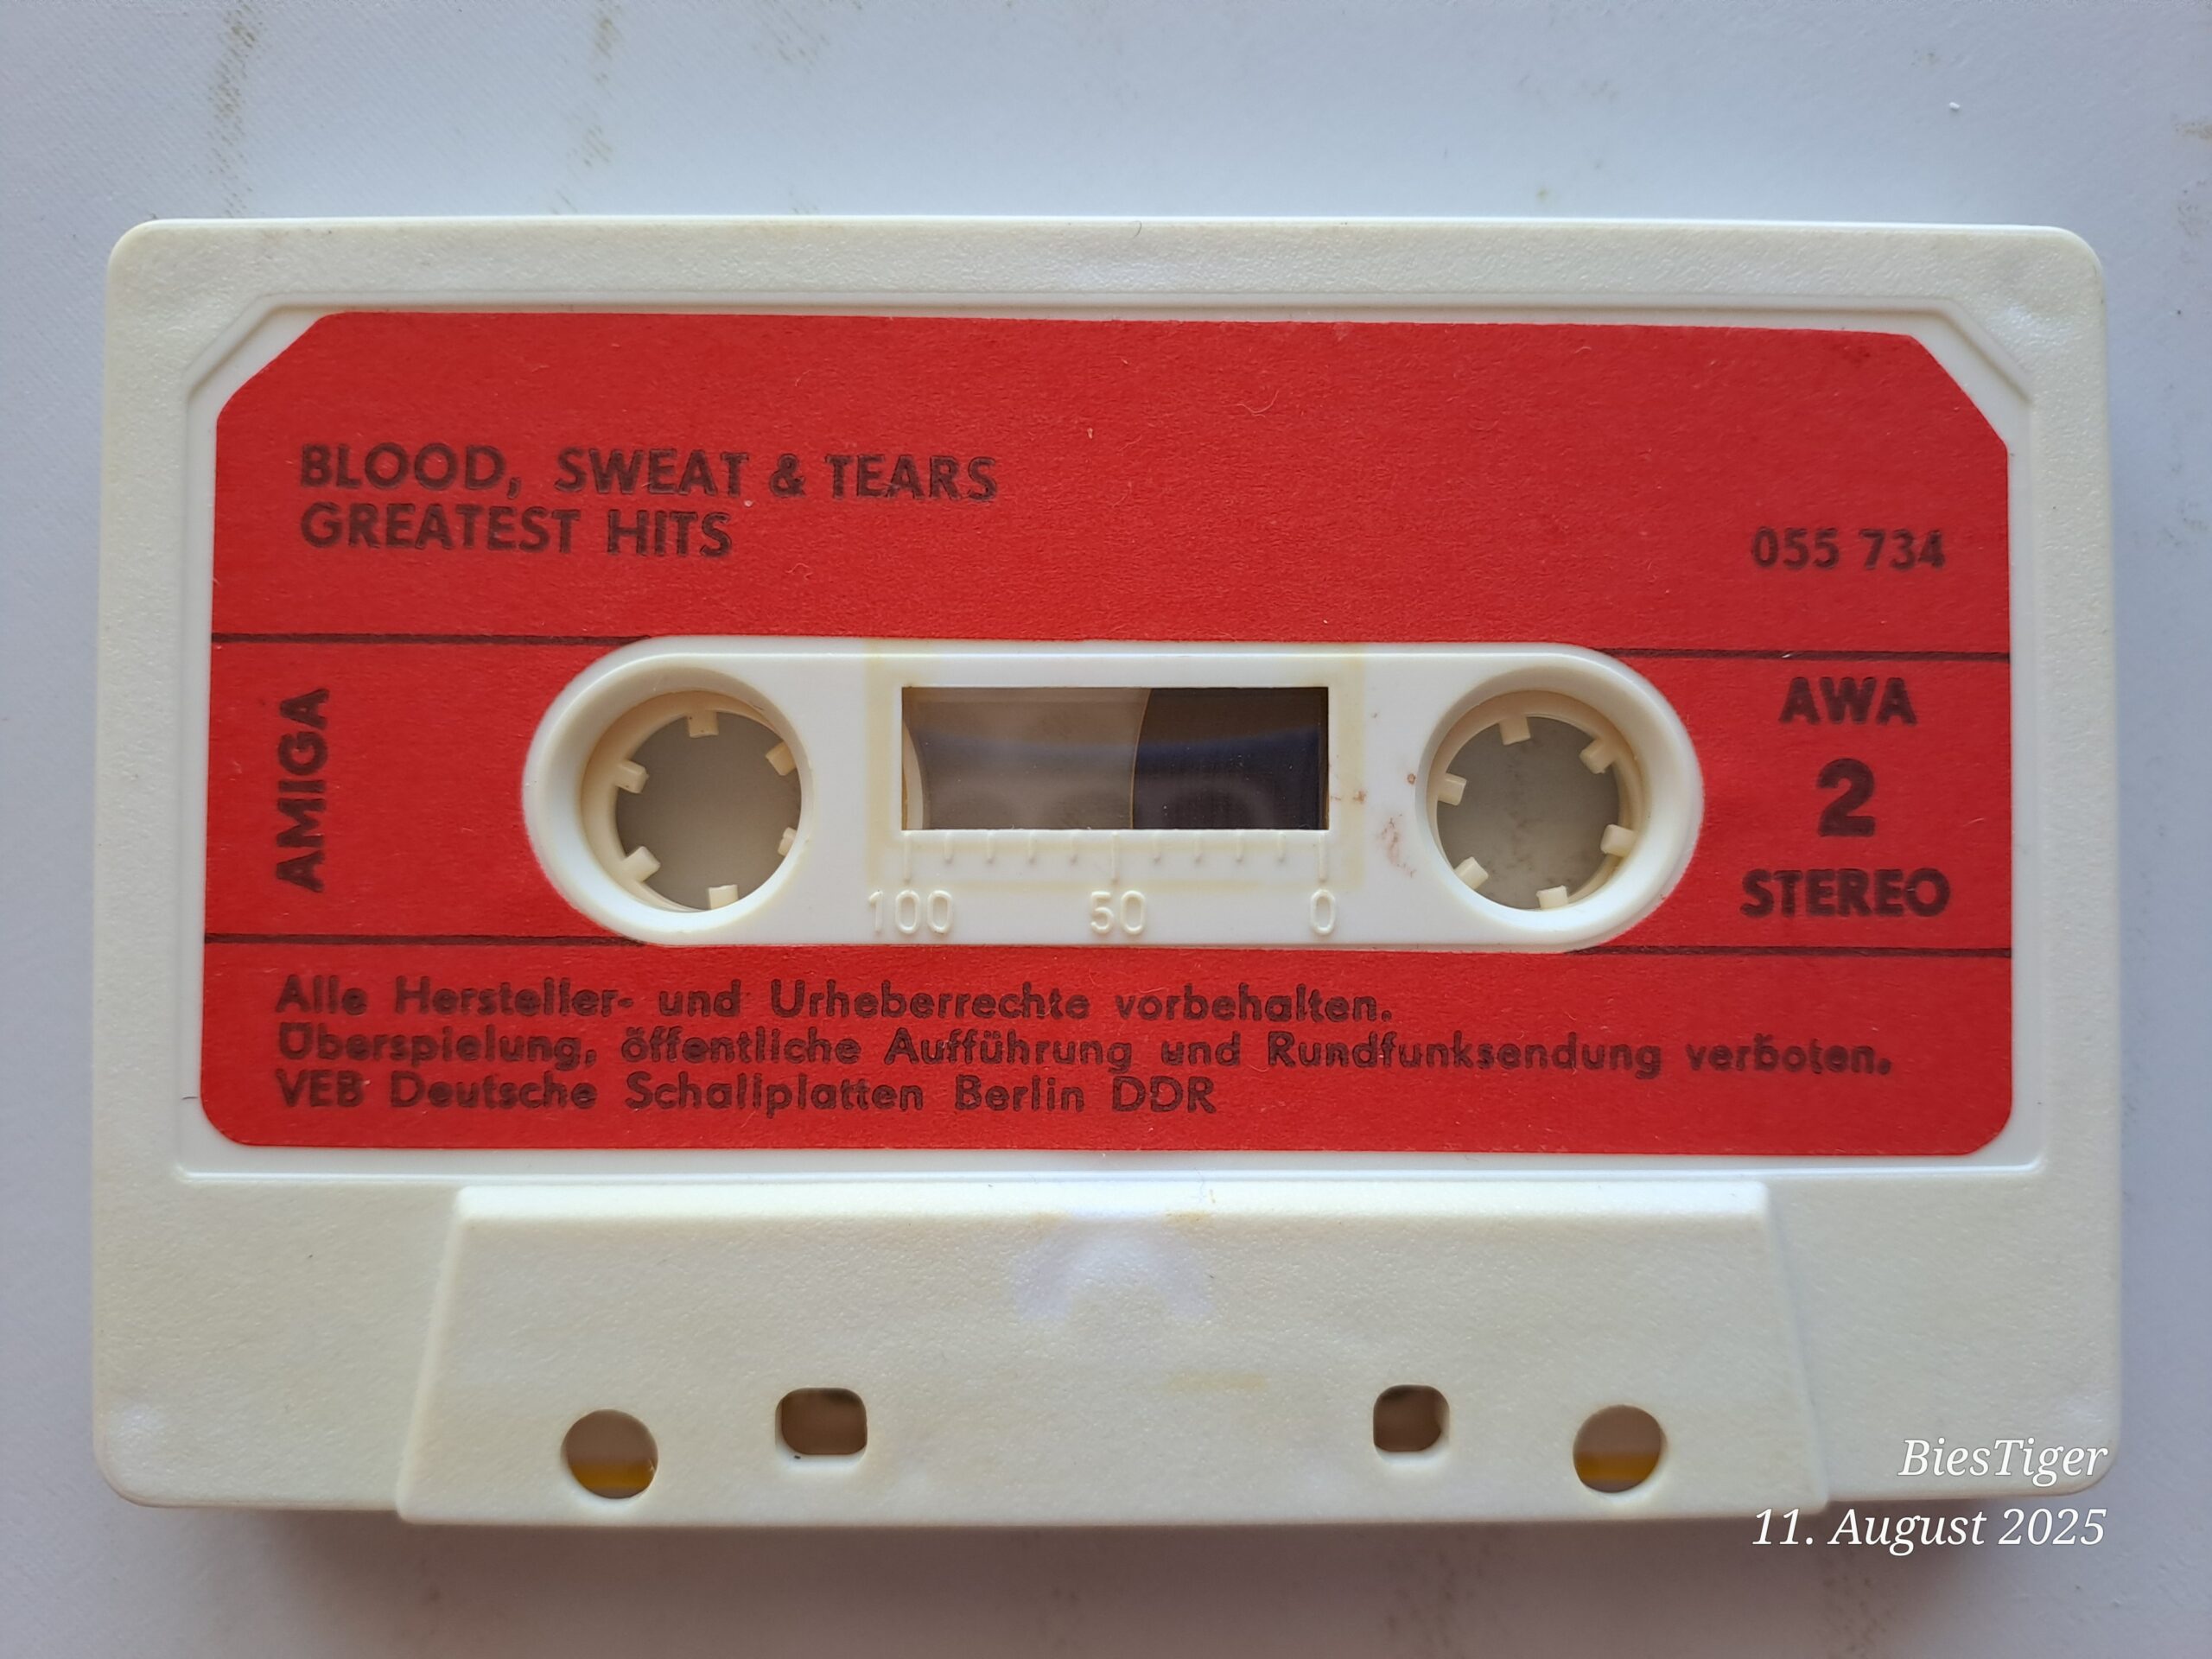 BLOOD, SWEAT & TEARS
GREATEST HITS
055 734
AMIGA
AWA
2
STEREO
100 50 0
Alle Hersteller- und Urheberrechte vorbehalten.
Überspielung, öffentliche Aufführung und Rundfunksendung verboten.
VEB Deutsche Schallplatten Berlin DDR
BiesTiger
11. August 2025